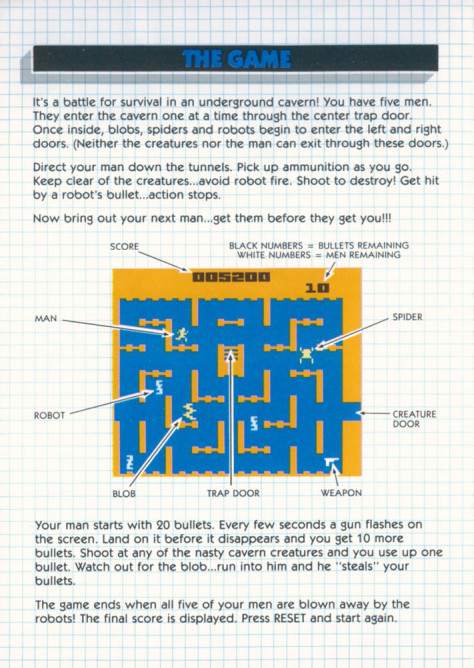 THE GAME
It's a battle for survival in an underground cavern! You have five men.
They enter the cavern one at a time through the center trap door.
Once inside, blobs, spiders and robots begin to enter the left and right
doors. (Neither the creatures nor the man can exit through these doors.)
Direct your man down the tunnels. Pick up ammunition as you go.
Keep clear of the creatures...avoid robot fire. Shoot to destroy! Get hit
by a robot's bullet...action stops.
Now bring out your next man...get them before they get you!!!
SCORE
BLACK NUMBERS = BULLETS REMAINING
WHITE NUMBERS = MEN REMAINING
005200
10
MAN
SPIDER
ROBOT
CREATURE
DOOR
BLOB
TRAP DOOR
WEAPON
Your man starts with 20 bullets. Every few seconds a gun flashes on
the screen. Land on it before it disappears and you get 10 more
bullets. Shoot at any of the nasty cavern creatures and you use up one
bullet. Watch out for the blob...run into him and he "steals" your
bullets.
The game ends when all five of your men are blown away by the
robots! The final score is displayed. Press RESET and start again.